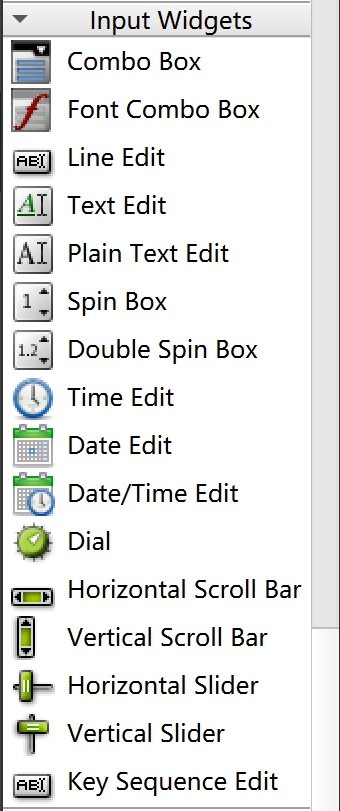 Input Widgets
Combo Box
Font Combo Box
Line Edit
Text Edit
Plain Text Edit
Spin Box
Double Spin Box
Time Edit
Date Edit
Date/Time Edit
Dial
Horizontal Scroll Bar
Vertical Scroll Bar
Horizontal Slider
Vertical Slider
Key Sequence Edit